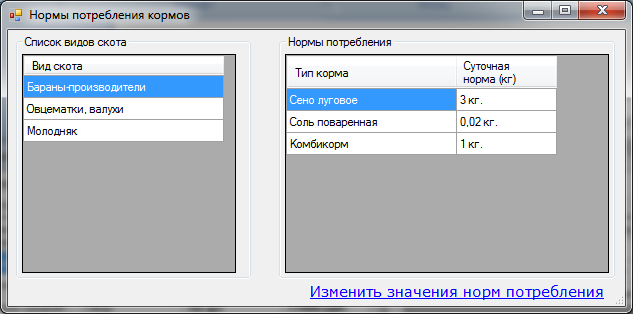 Нормы потребления кормов
Список видов скота
Вид скота
Бараны-производители
Овцематки, валухи
Молодняк
Нормы потребления
Тип корма
Суточная
норма (кг)
Сено луговое 3 кг.
Соль поваренная 0,02 кг.
Комбикорм 1 кг.
Изменить значения норм потребления